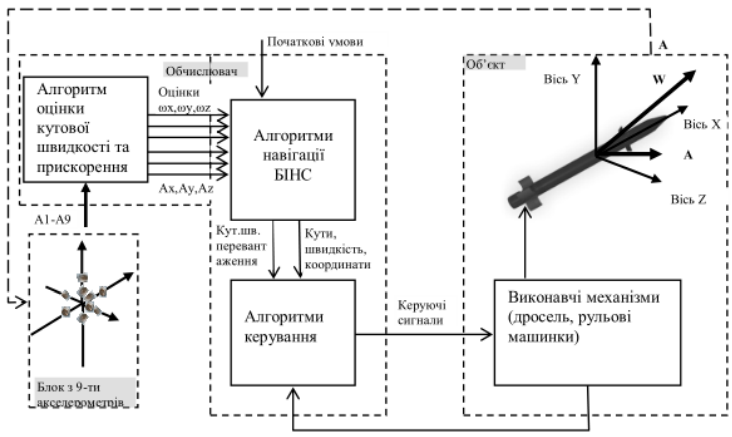 Початкові умови
А
Обчислювач
Об’єкт
Алгоритм
оцінки
кутової
швидкості та
прискорення
Оцінки
ωx,ωy,ωz
Ax,Ay,Az
Алгоритми
навігації
БІНС
Вісь Y
W
Вісь X
А
Вісь Z
А1-А9
Кут.шв.
перевант
аження
Кути,
швидкість,
координати
Блок з 9-ти
акселерометрів
Алгоритми
керування
Керуючі
сигнали
Виконавчі механізми
(дросель, рульові
машинки)